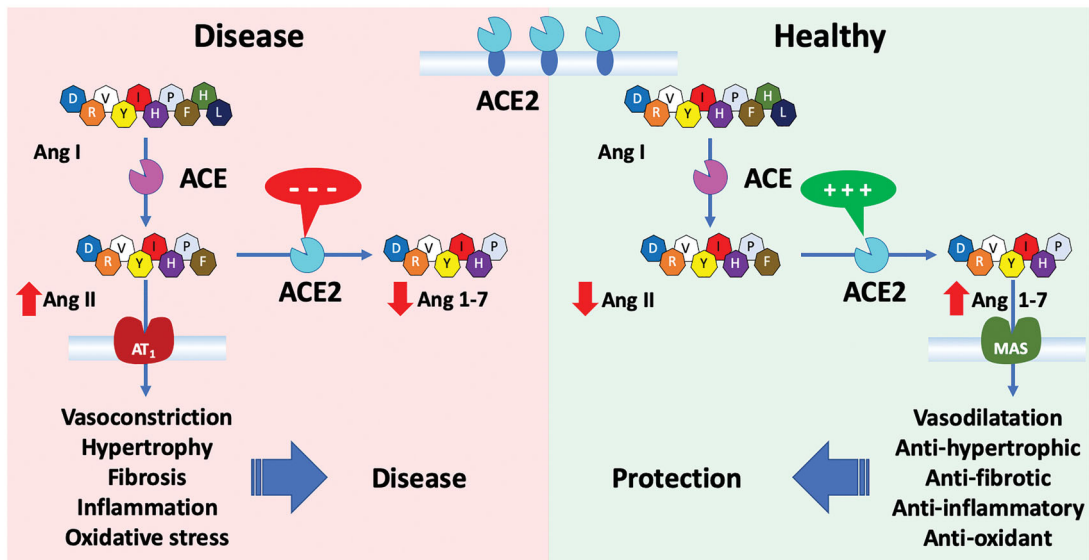 Disease
Healthy
ACE2
D V I P H
R Y H F L
Ang I
ACE
- - -
D V I P
R Y H F
ACE2
D V I P
R Y H
Ang II
Ang 1-7
AT1
Vasoconstriction
Hypertrophy
Fibrosis
Inflammation
Oxidative stress
Disease
D V I P H
R Y H F L
Ang I
ACE
+ + +
D V I P
R Y H F
ACE2
D V I P
R Y H
Ang II
Ang 1-7
MAS
Vasodilatation
Anti-hypertrophic
Anti-fibrotic
Anti-inflammatory
Anti-oxidant
Protection